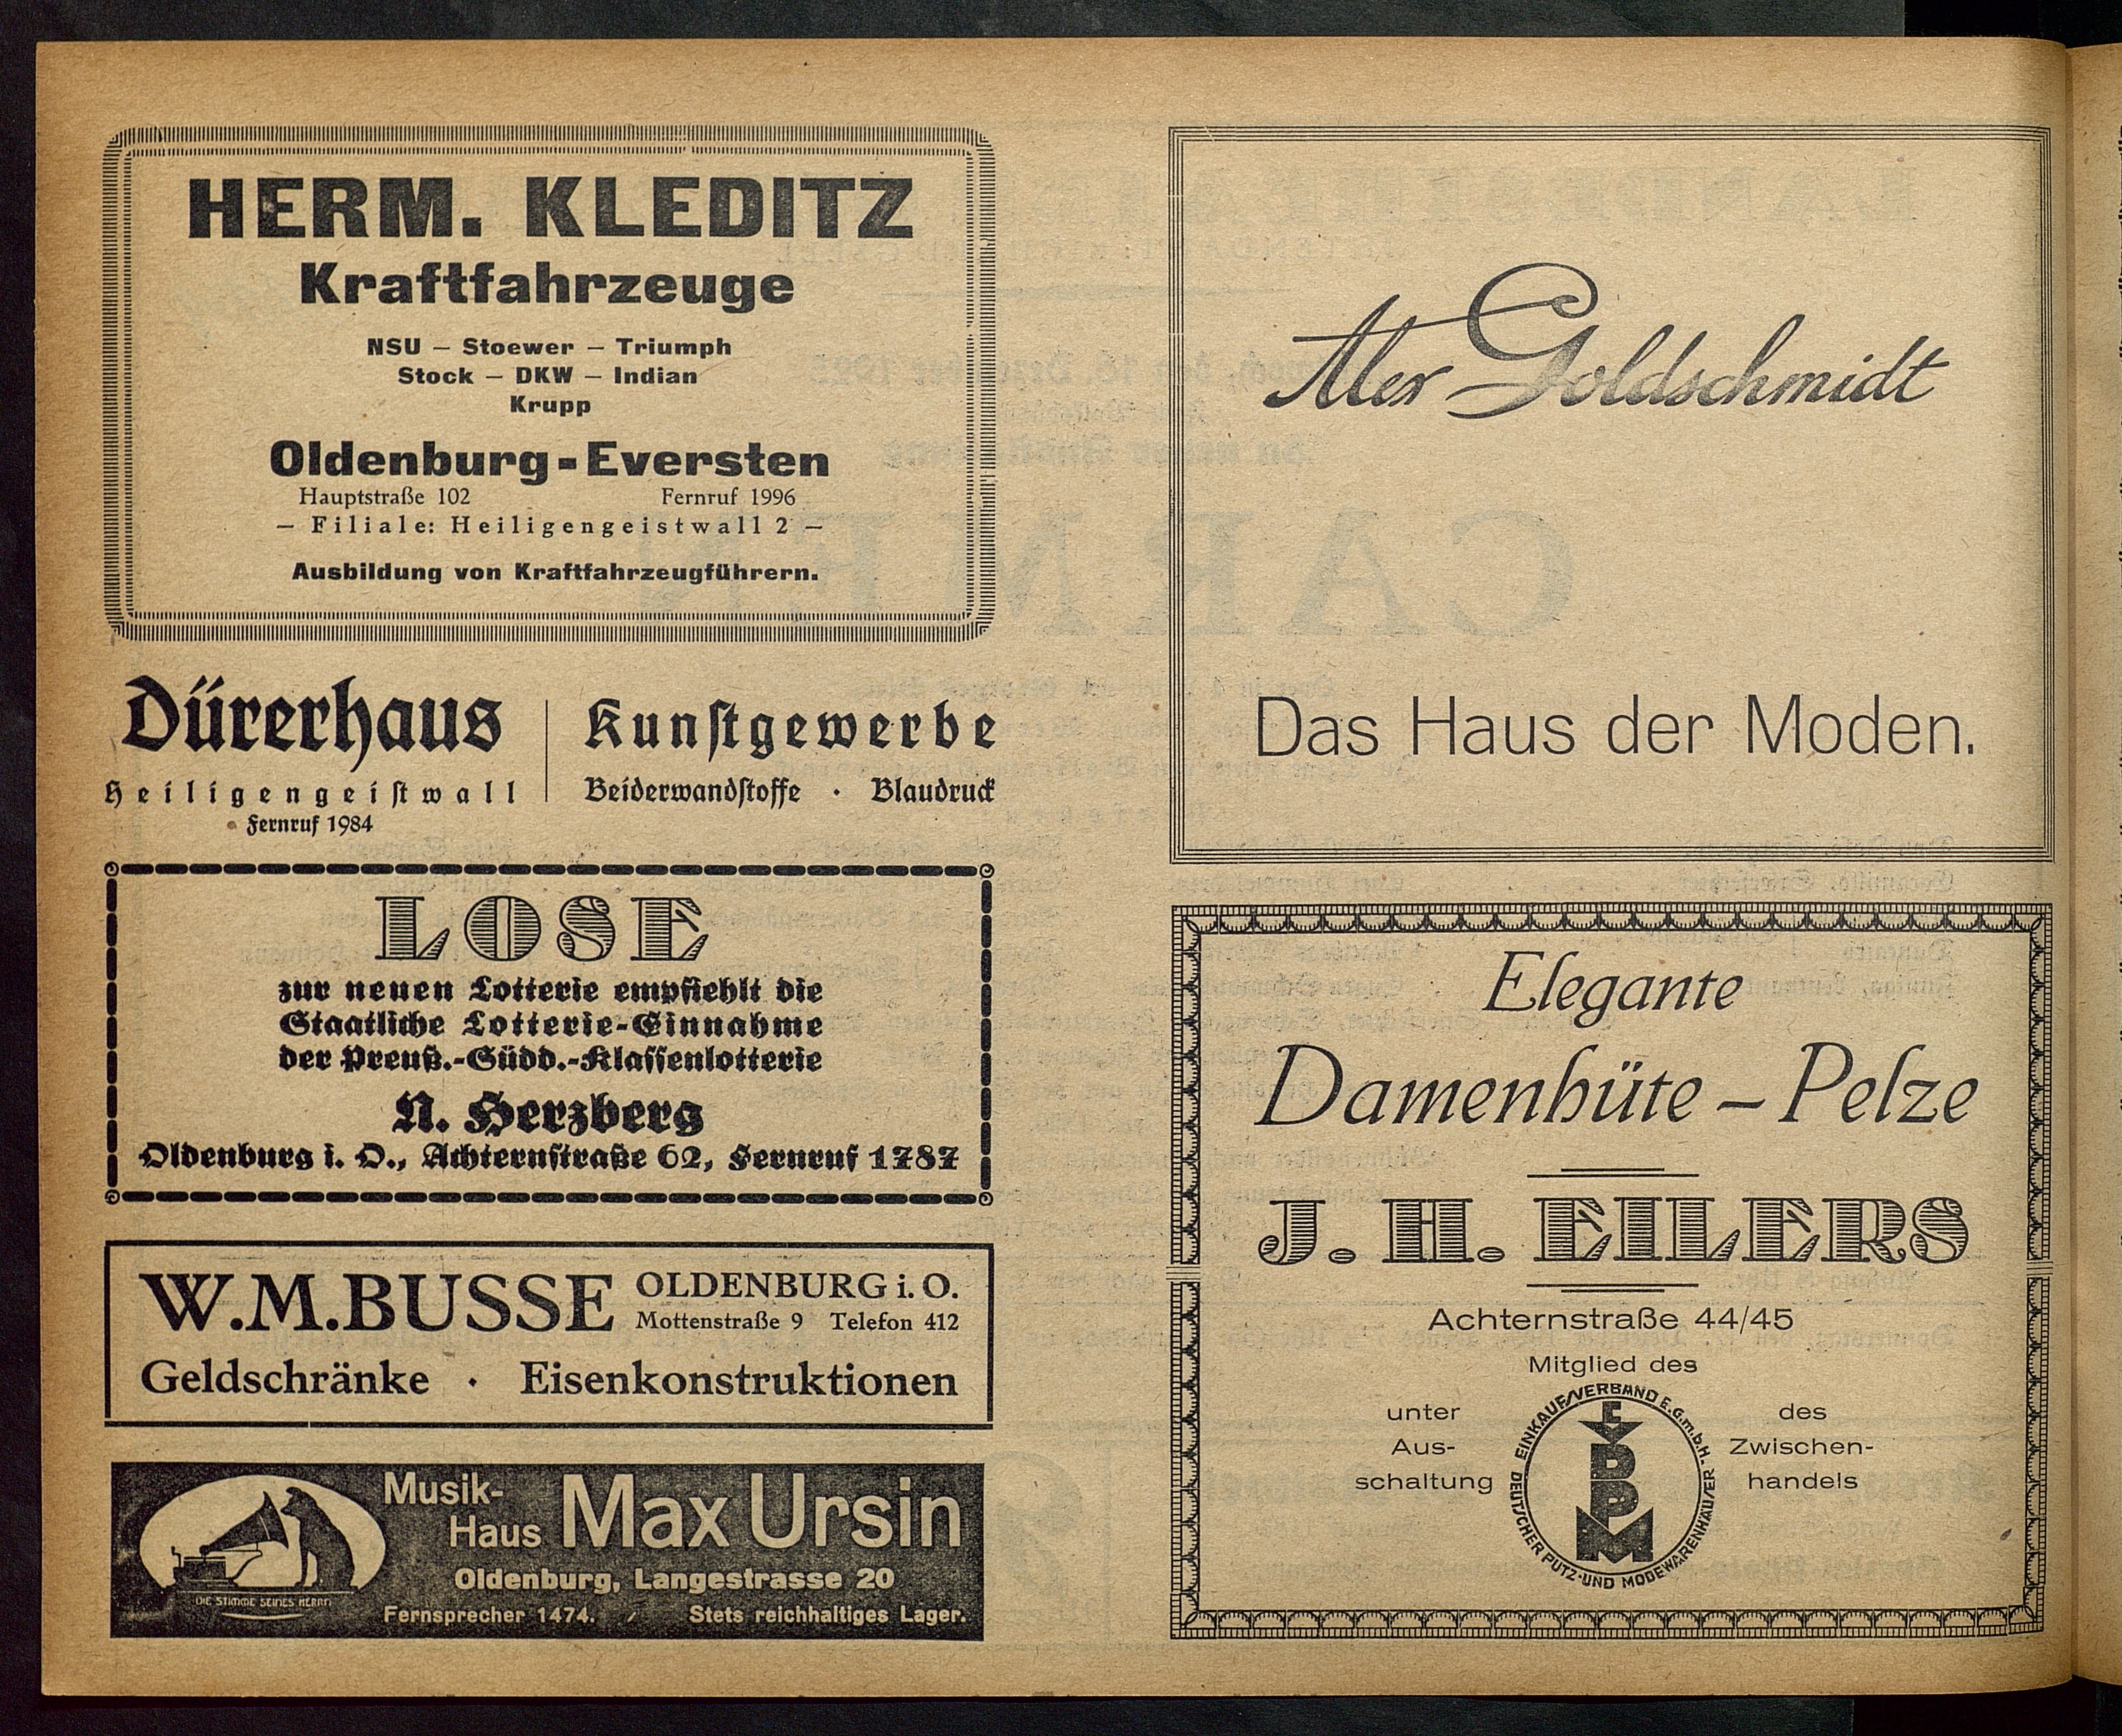 HERM. KLEDITZ
Kraftfahrzeuge
NSU — Stoewer — Triumph
Stock — DKW — Indian
Krupp
Oldenburg-Eversten
Hauptstraße 102 Fernruf 1996
— Filiale: Heiligengeistwall 2 —
Ausbildung von Kraftfahrzeugführern.
Dürerhaus
Heiligengeistwall
Fernruf 1984
Kunstgewerbe
Beiderwandstoffe · Blaudruck
LOSE
zur neuen Lotterie empfiehlt die
Staatliche Lotterie-Einnahme
der Preuß.-Südd.-Klassenlotterie
N. Herzberg
Oldenburg i. O., Achternstraße 62, Fernruf 1787
W.M.BUSSE OLDENBURG i. O.
Mottenstraße 9 Telefon 412
Geldschränke · Eisenkonstruktionen
Musik-
Haus Max Ursin
Oldenburg, Langestrasse 20
DIE STIMME SEINES HERRN
Fernsprecher 1474. Stets reichhaltiges Lager.
Alex Goldschmidt
Das Haus der Moden.
Elegante
Damenhüte — Pelze
J. H. EILERS
Achternstraße 44/45
Mitglied des
unter
Aus-
schaltung
EINKAUFSVERBAND E.G.m.b.H.
DEUTSCHER PUTZ-UND MODEWARENHÄUSER
E
V
D
P
M
des
Zwischen-
handels